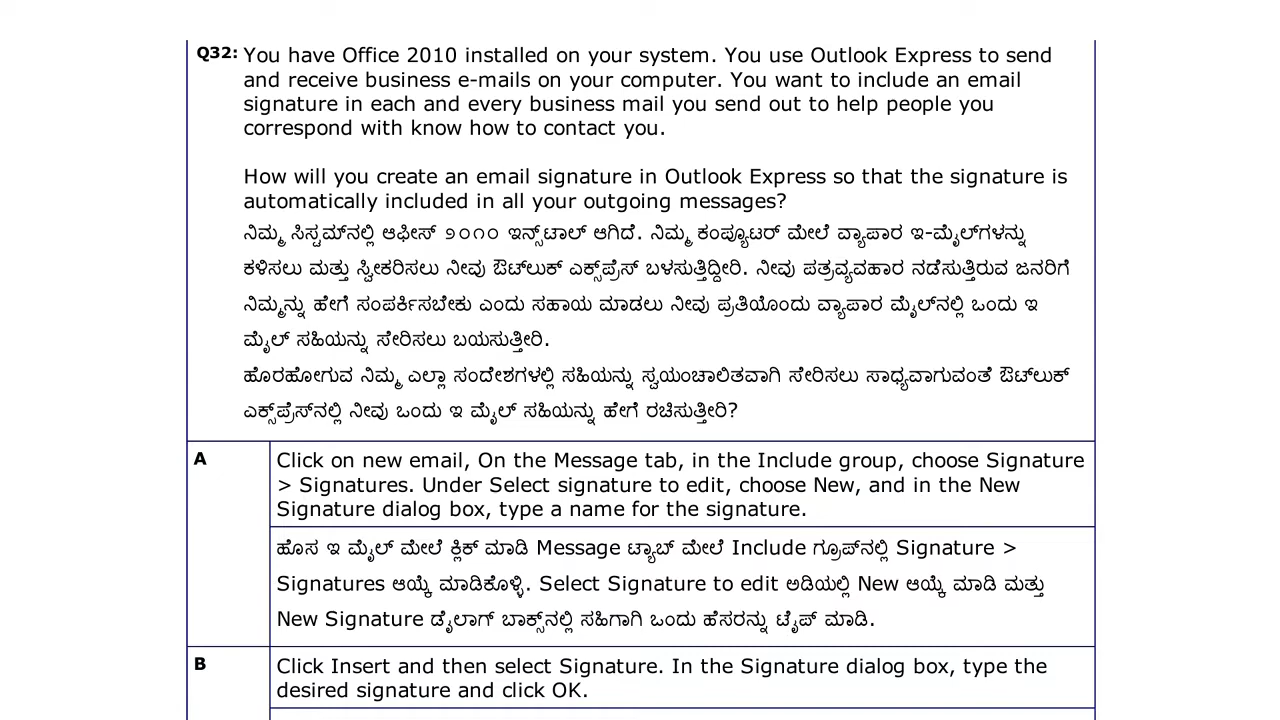 Q32: You have Office 2010 installed on your system. You use Outlook Express to send
and receive business e-mails on your computer. You want to include an email
signature in each and every business mail you send out to help people you
correspond with know how to contact you.
How will you create an email signature in Outlook Express so that the signature is
automatically included in all your outgoing messages?
ನಿಮ್ಮ ಸಿಸ್ಟಮ್‌ನಲ್ಲಿ ಆಫೀಸ್ ೨೦೧೦ ಇನ್ಸ್‌ಟಾಲ್ ಆಗಿದೆ. ನಿಮ್ಮ ಕಂಪ್ಯೂಟರ್ ಮೇಲೆ ವ್ಯಾಪಾರ ಇ-ಮೈಲ್‌ಗಳನ್ನು
ಕಳಿಸಲು ಮತ್ತು ಸ್ವೀಕರಿಸಲು ನೀವು ಔಟ್‌ಲುಕ್ ಎಕ್ಸ್‌ಪ್ರೆಸ್ ಬಳಸುತ್ತಿದ್ದೀರಿ. ನೀವು ಪತ್ರವ್ಯವಹಾರ ನಡೆಸುತ್ತಿರುವ ಜನರಿಗೆ
ನಿಮ್ಮನ್ನು ಹೇಗೆ ಸಂಪರ್ಕಿಸಬೇಕು ಎಂದು ಸಹಾಯ ಮಾಡಲು ನೀವು ಪ್ರತಿಯೊಂದು ವ್ಯಾಪಾರ ಮೈಲ್‌ನಲ್ಲಿ ಒಂದು ಇ
ಮೈಲ್ ಸಹಿಯನ್ನು ಸೇರಿಸಲು ಬಯಸುತ್ತೀರಿ.
ಹೊರಹೋಗುವ ನಿಮ್ಮ ಎಲ್ಲಾ ಸಂದೇಶಗಳಲ್ಲಿ ಸಹಿಯನ್ನು ಸ್ವಯಂಚಾಲಿತವಾಗಿ ಸೇರಿಸಲು ಸಾಧ್ಯವಾಗುವಂತೆ ಔಟ್‌ಲುಕ್
ಎಕ್ಸ್‌ಪ್ರೆಸ್‌ನಲ್ಲಿ ನೀವು ಒಂದು ಇ ಮೈಲ್ ಸಹಿಯನ್ನು ಹೇಗೆ ರಚಿಸುತ್ತೀರಿ?
A Click on new email, On the Message tab, in the Include group, choose Signature
> Signatures. Under Select signature to edit, choose New, and in the New
Signature dialog box, type a name for the signature.
ಹೊಸ ಇ ಮೈಲ್ ಮೇಲೆ ಕ್ಲಿಕ್ ಮಾಡಿ Message ಟ್ಯಾಬ್ ಮೇಲೆ Include ಗ್ರೂಪ್‌ನಲ್ಲಿ Signature >
Signatures ಆಯ್ಕೆ ಮಾಡಿಕೊಳ್ಳಿ. Select Signature to edit ಅಡಿಯಲ್ಲಿ New ಆಯ್ಕೆ ಮಾಡಿ ಮತ್ತು
New Signature ಡೈಲಾಗ್ ಬಾಕ್ಸ್‌ನಲ್ಲಿ ಸಹಿಗಾಗಿ ಒಂದು ಹೆಸರನ್ನು ಟೈಪ್ ಮಾಡಿ.
B Click Insert and then select Signature. In the Signature dialog box, type the
desired signature and click OK.